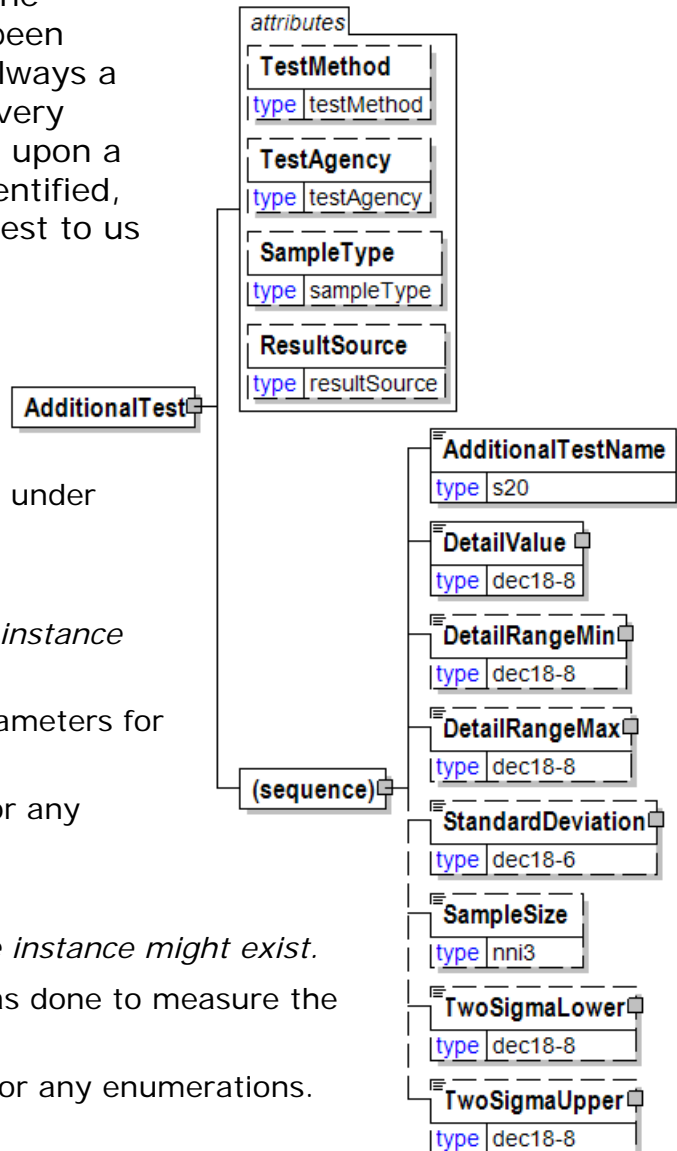 the
been
lways a
very
upon a
entified,
est to us
under
instance
ameters for
or any
e instance might exist.
as done to measure the
or any enumerations.
attributes
TestMethod
type testMethod
TestAgency
type testAgency
SampleType
type sampleType
ResultSource
type resultSource
AdditionalTest
(sequence)
AdditionalTestName
type s20
DetailValue
type dec18-8
DetailRangeMin
type dec18-8
DetailRangeMax
type dec18-8
StandardDeviation
type dec18-6
SampleSize
type nni3
TwoSigmaLower
type dec18-8
TwoSigmaUpper
type dec18-8